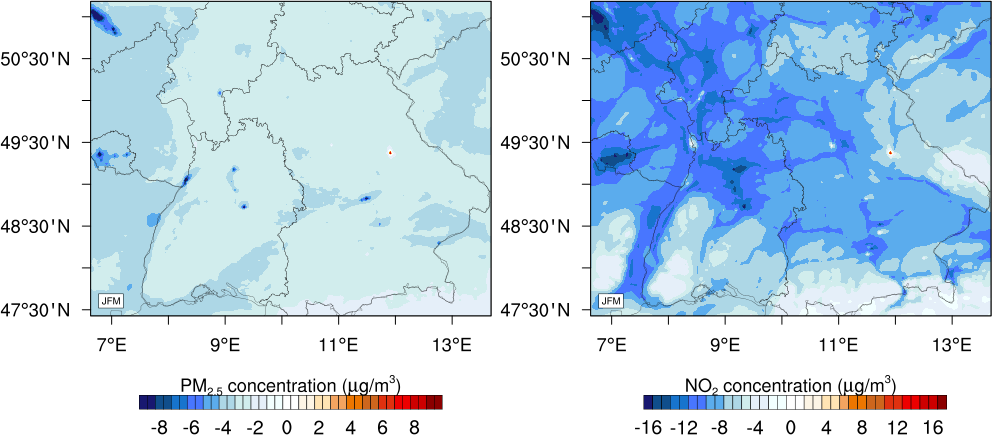 50°30'N
49°30'N
48°30'N
47°30'N
JFM
7°E 9°E 11°E 13°E
PM2.5 concentration (µg/m³)
-8 -6 -4 -2 0 2 4 6 8
50°30'N
49°30'N
48°30'N
47°30'N
JFM
7°E 9°E 11°E 13°E
NO2 concentration (µg/m³)
-16 -12 -8 -4 0 4 8 12 16